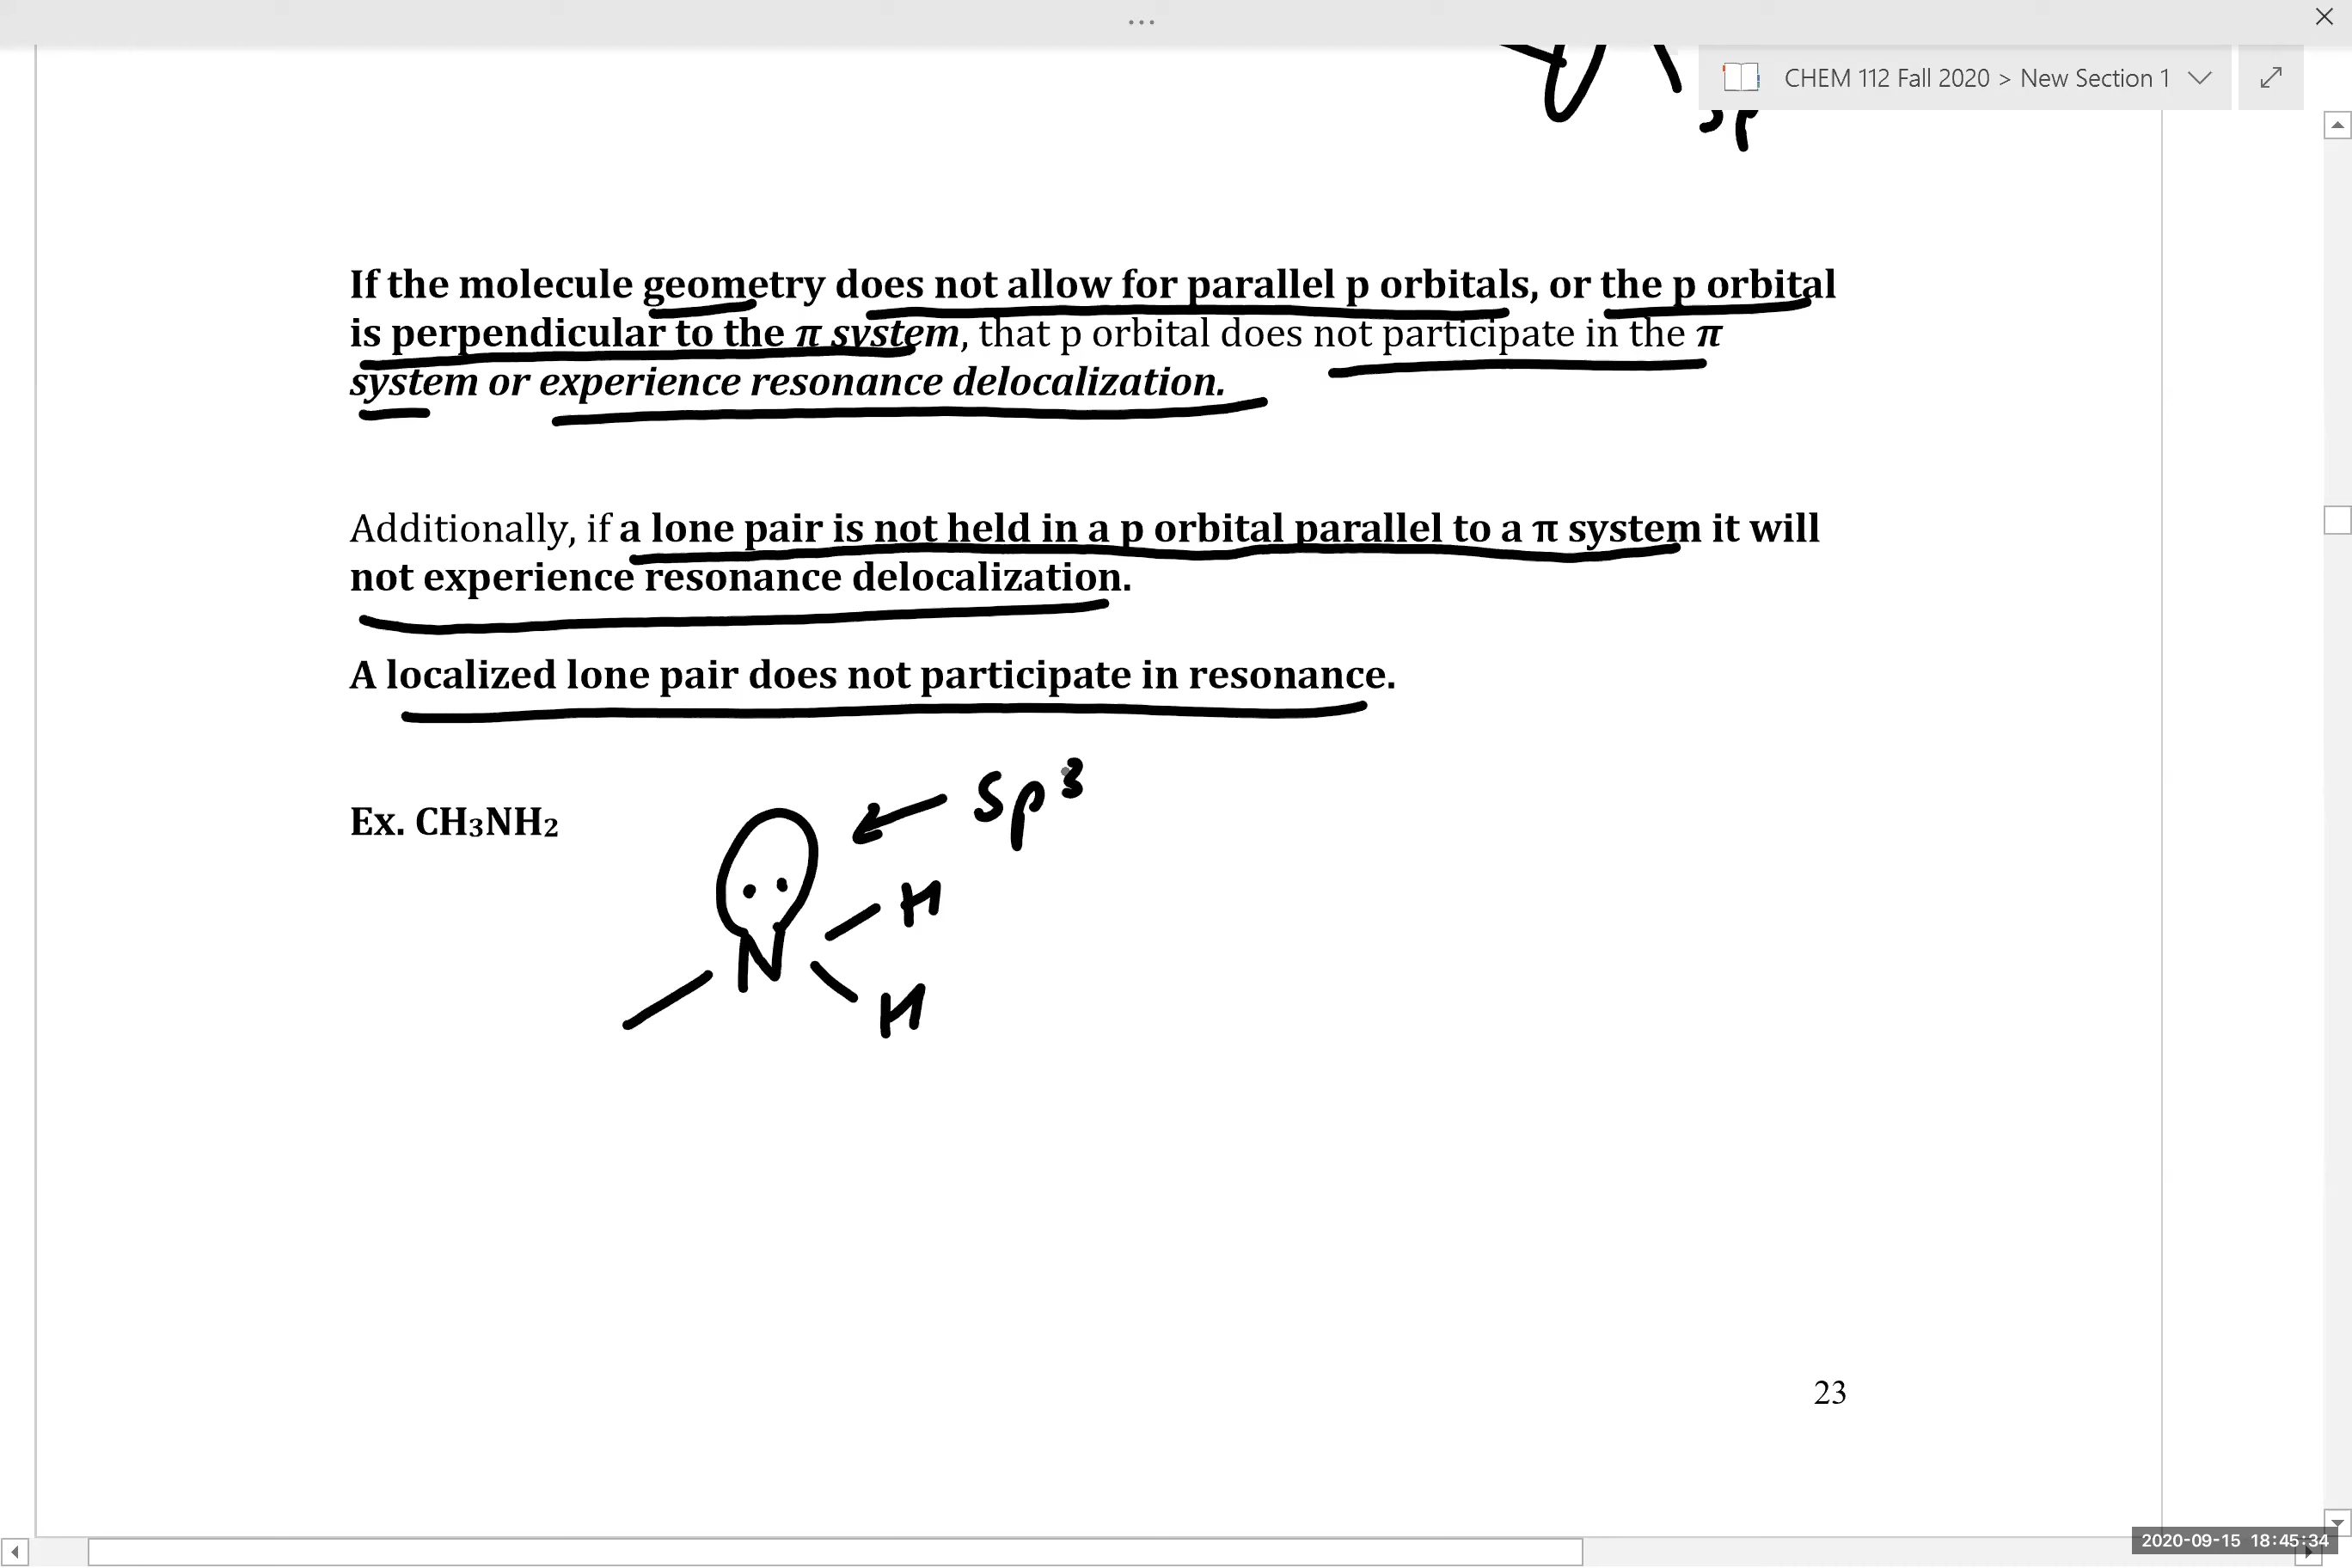 ...
CHEM 112 Fall 2020 > New Section 1
sp
If the molecule geometry does not allow for parallel p orbitals, or the p orbital
is perpendicular to the π system, that p orbital does not participate in the π
system or experience resonance delocalization.
Additionally, if a lone pair is not held in a p orbital parallel to a π system it will
not experience resonance delocalization.
A localized lone pair does not participate in resonance.
Ex. CH₃NH₂
sp³
H
N
H
23
2020-09-15 18:45:34